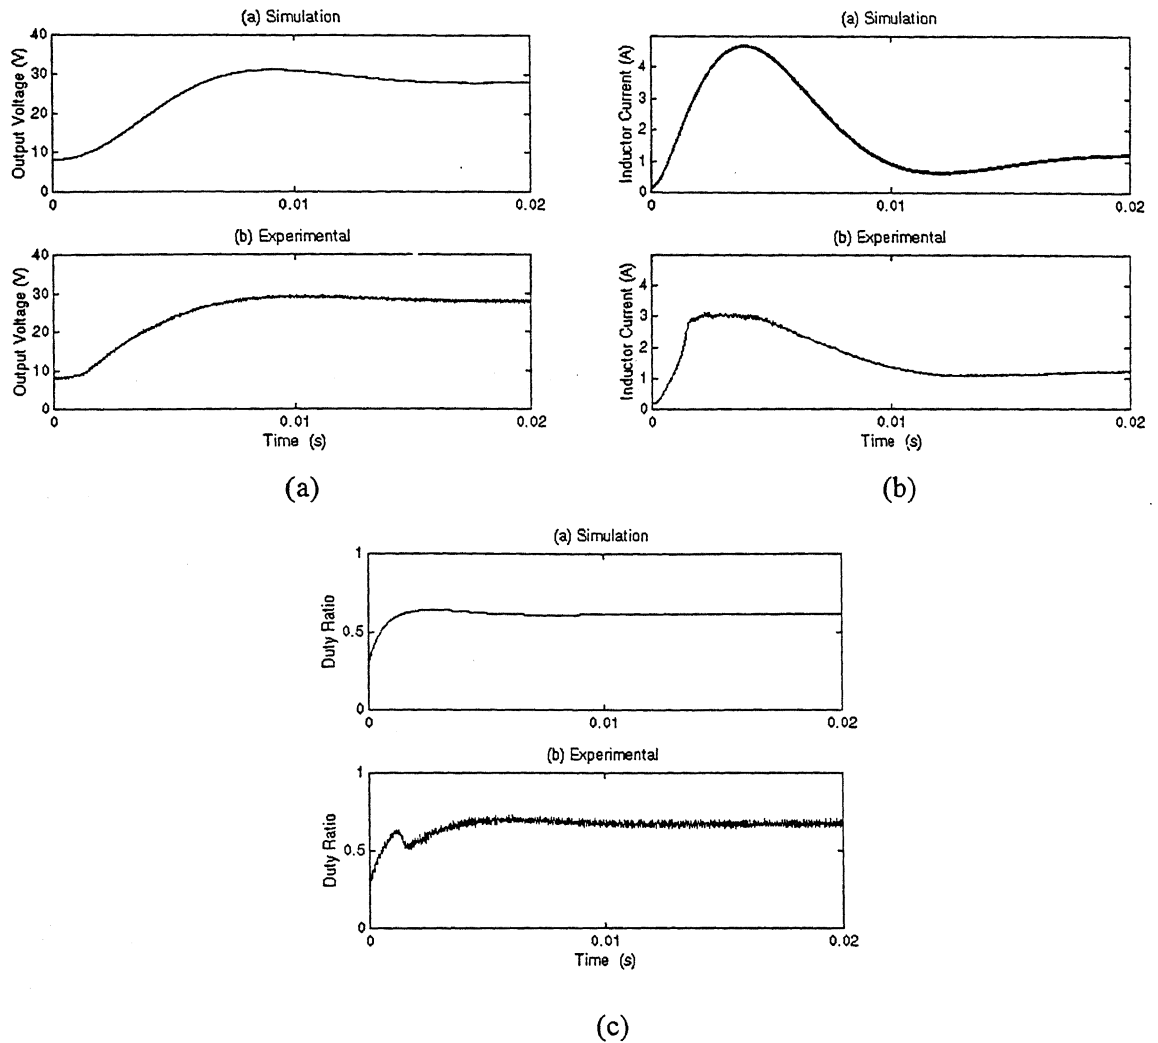 (a) Simulation
Output Voltage (V)
40
30
20
10
0
0
0.01
0.02
(b) Experimental
Output Voltage (V)
40
30
20
10
0
0
0.01
0.02
Time (s)
(a)
(a) Simulation
Inductor Current (A)
4
3
2
1
0
0
0.01
0.02
(b) Experimental
Inductor Current (A)
4
3
2
1
0
0
0.01
0.02
Time (s)
(b)
(a) Simulation
Duty Ratio
1
0.5
0
0
0.01
0.02
(b) Experimental
Duty Ratio
1
0.5
0
0
0.01
0.02
Time (s)
(c)